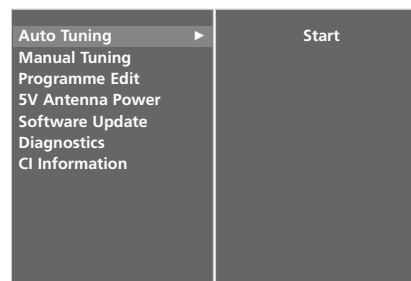 Auto Tuning ►
Start
Manual Tuning
Programme Edit
5V Antenna Power
Software Update
Diagnostics
CI Information